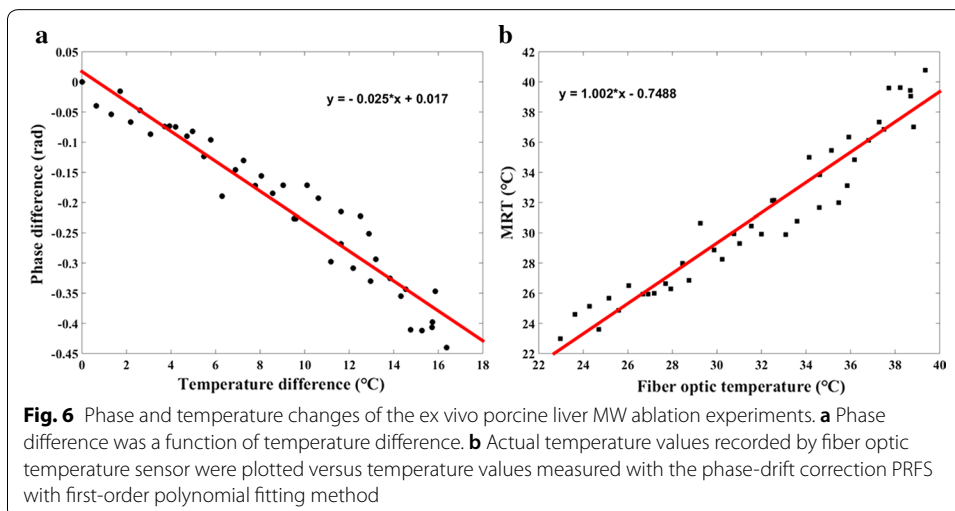 a
0.05
0
-0.05
-0.1
-0.15
-0.2
-0.25
-0.3
-0.35
-0.4
-0.45
Phase difference (rad)
y = - 0.025*x + 0.017
0 2 4 6 8 10 12 14 16 18
Temperature difference (°C)
b
42
40
38
36
34
32
30
28
26
24
22
MRT (°C)
y = 1.002*x - 0.7488
22 24 26 28 30 32 34 36 38 40
Fiber optic temperature (°C)
Fig. 6 Phase and temperature changes of the ex vivo porcine liver MW ablation experiments. a Phase
difference was a function of temperature difference. b Actual temperature values recorded by fiber optic
temperature sensor were plotted versus temperature values measured with the phase-drift correction PRFS
with first-order polynomial fitting method